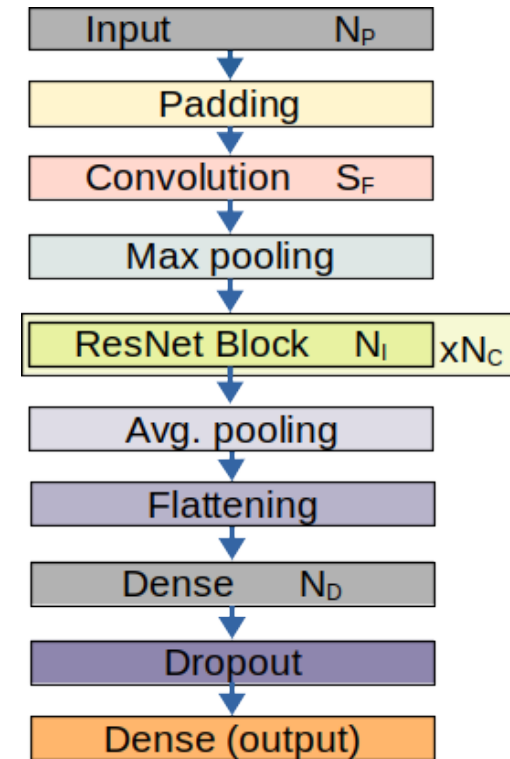 Input N_P
Padding
Convolution S_F
Max pooling
ResNet Block N_I xN_C
Avg. pooling
Flattening
Dense N_D
Dropout
Dense (output)